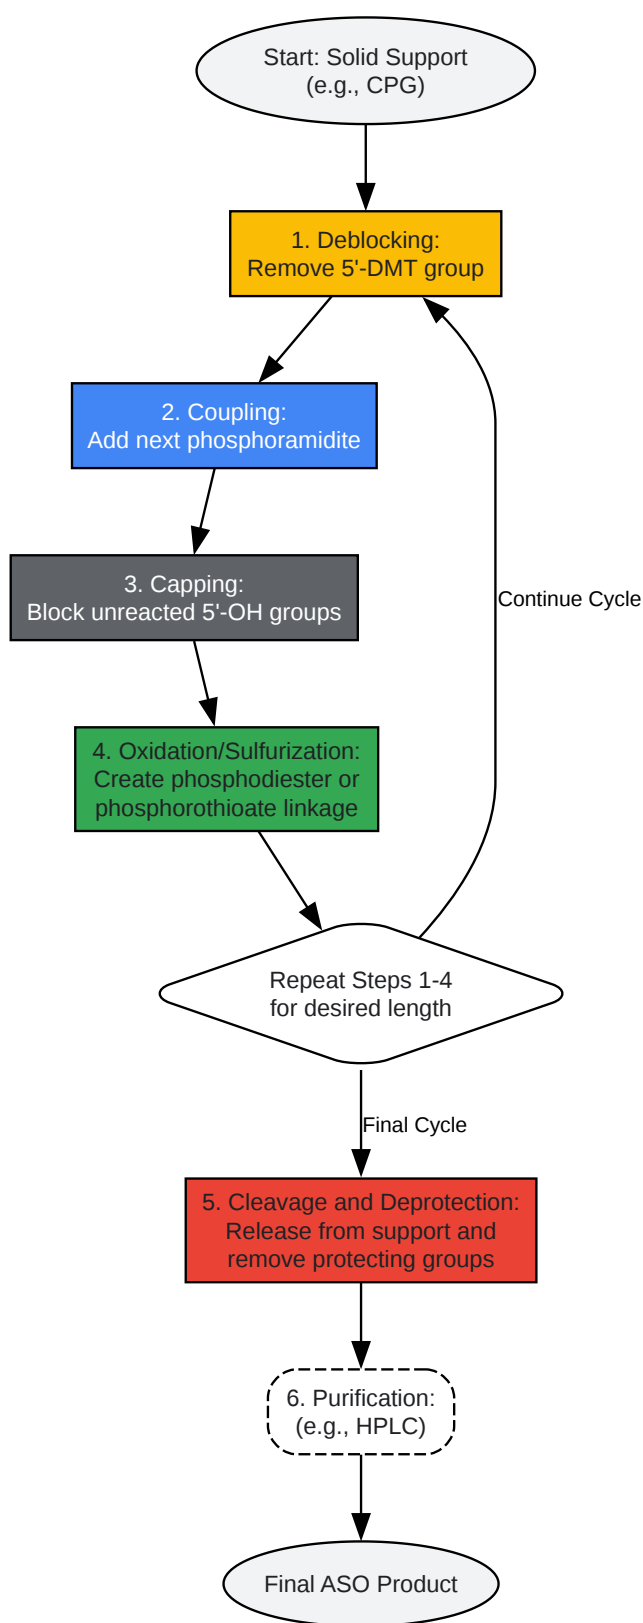 Start: Solid Support
(e.g., CPG)
1. Deblocking:
Remove 5'-DMT group
2. Coupling:
Add next phosphoramidite
3. Capping:
Block unreacted 5'-OH groups
Continue Cycle
4. Oxidation/Sulfurization:
Create phosphodiester or
phosphorothioate linkage
Repeat Steps 1-4
for desired length
Final Cycle
5. Cleavage and Deprotection:
Release from support and
remove protecting groups
6. Purification:
(e.g., HPLC)
Final ASO Product